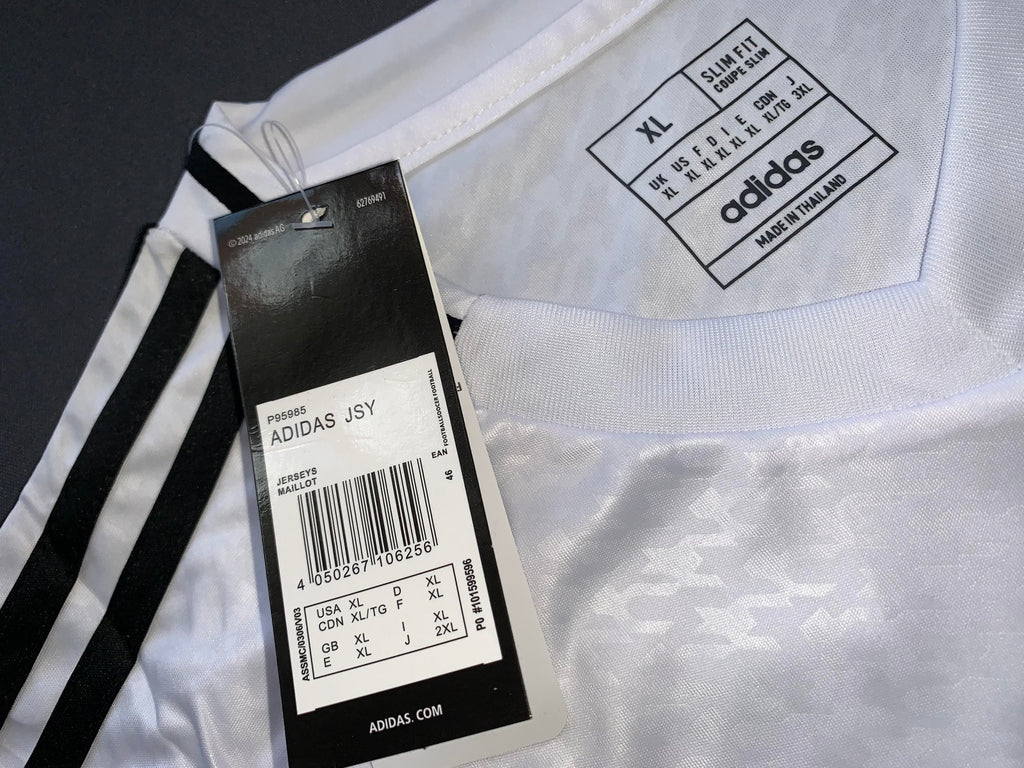 SLIM FIT
COUPE SLIM
XL
UK US F D I E CDN J
XL XL XL XL XL XL XL/TG 3XL
adidas
MADE IN THAILAND
62769491
© 2024 adidas AG
P95985
ADIDAS JSY
FOOTBALLSOCCER FOOTBALL
EAN
46
JERSEYS
MAILLOT
4 050267 106256
USA XL D XL
CDN XL/TG F XL
GB XL I XL
E XL J 2XL
ASSMC/0306/V03
PO #101599596
ADIDAS.COM